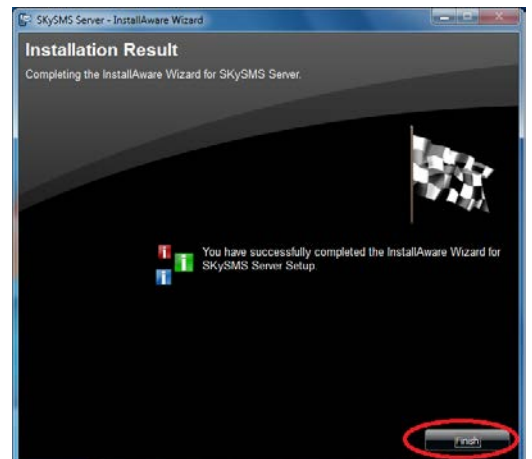 SKySMS Server - InstallAware Wizard
Installation Result
Completing the InstallAware Wizard for SKySMS Server.
You have successfully completed the InstallAware Wizard for
SKySMS Server Setup.
Finish